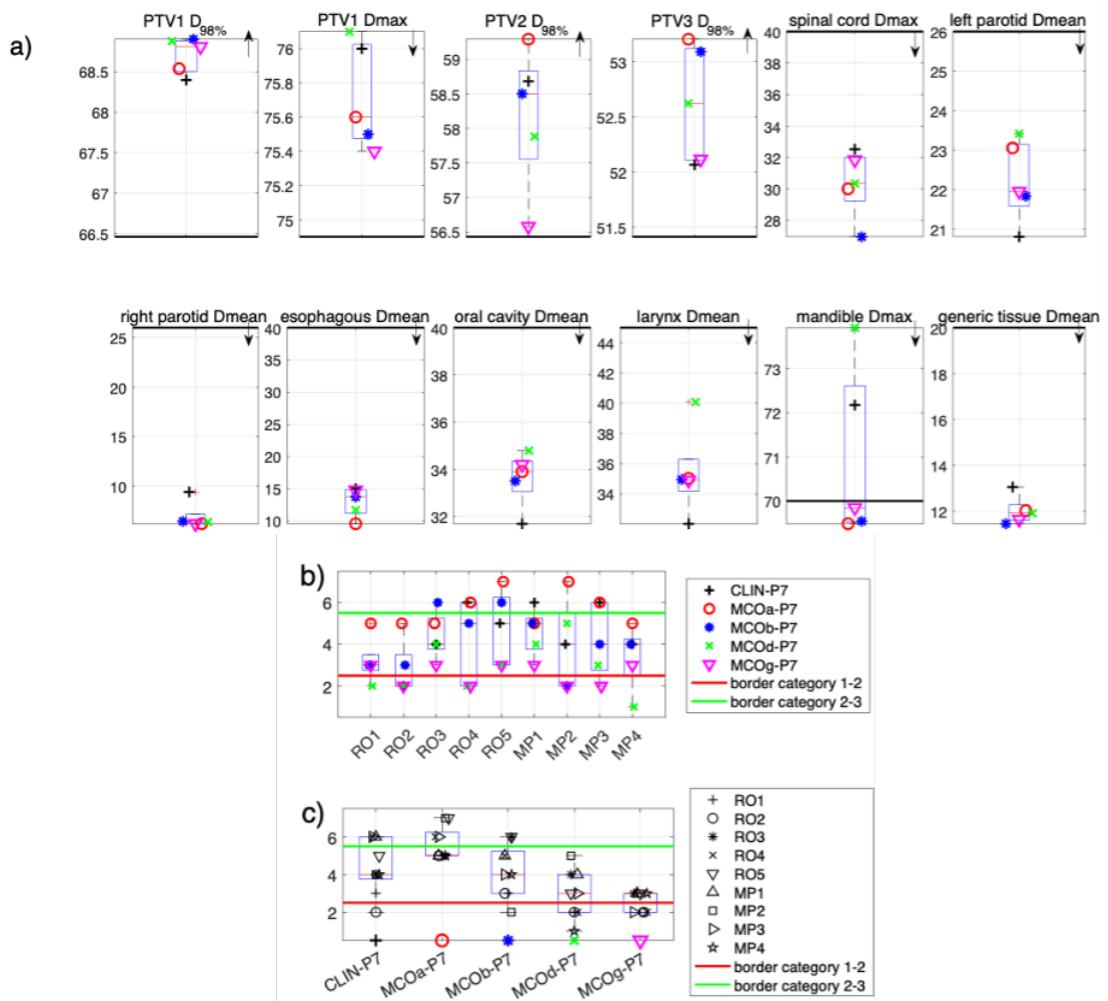 a)
PTV1 D98%
PTV1 Dmax
PTV2 D98%
PTV3 D98%
spinal cord Dmax
left parotid Dmean
68.5
68
67.5
67
66.5
76
75.8
75.6
75.4
75.2
75
59
58.5
58
57.5
57
56.5
53
52.5
52
51.5
40
38
36
34
32
30
28
26
25
24
23
22
21
right parotid Dmean
esophagous Dmean
oral cavity Dmean
larynx Dmean
mandible Dmax
generic tissue Dmean
25
20
15
10
40
35
30
25
20
15
10
40
38
36
34
32
44
42
40
38
36
34
73
72
71
70
20
18
16
14
12
b)
6
4
2
RO1
RO2
RO3
RO4
RO5
MP1
MP2
MP3
MP4
CLIN-P7
MCOa-P7
MCOb-P7
MCOd-P7
MCOg-P7
border category 1-2
border category 2-3
c)
6
4
2
CLIN-P7
MCOa-P7
MCOb-P7
MCOd-P7
MCOg-P7
RO1
RO2
RO3
RO4
RO5
MP1
MP2
MP3
MP4
border category 1-2
border category 2-3